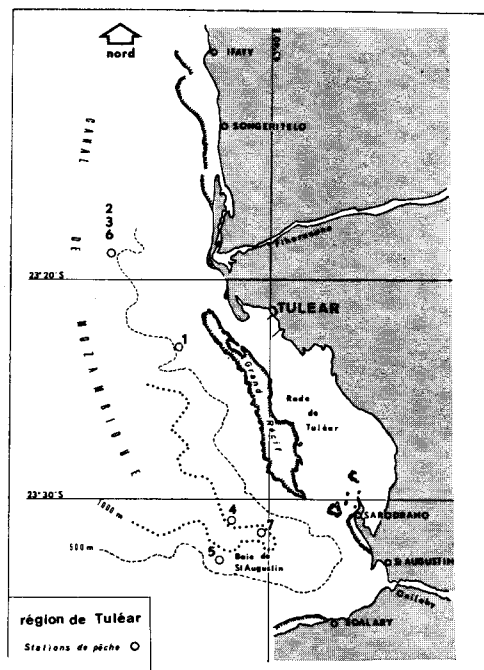 nord
IFATY
SONGERITELO
CANAL
DE
MOZAMBIQUE
2
3
6
Fiherenana
23°20 S
TULEAR
1
Grand
Récif
Rade
de
Tuléar
23°30 S
1000 m
500 m
4
7
5
Baie de
St Augustin
SARODRANO
St AUGUSTIN
Onilahy
SOALARY
région de Tuléar
Stations de pêche